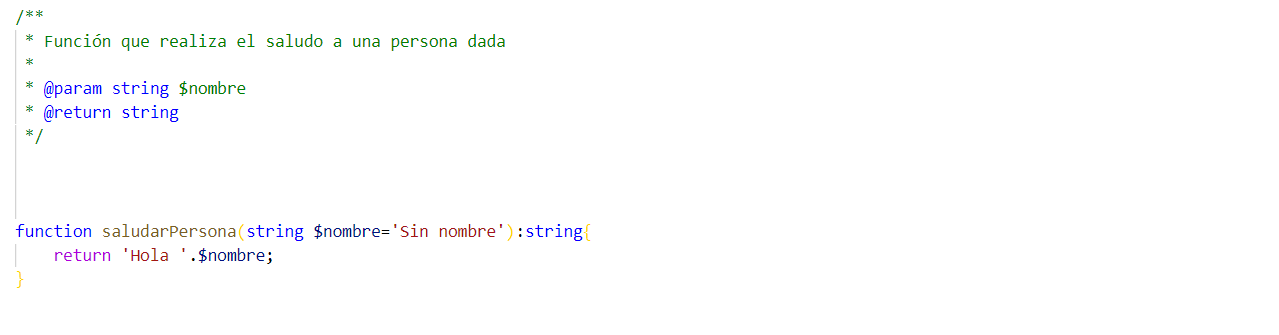 /**
 * Función que realiza el saludo a una persona dada
 *
 * @param string $nombre
 * @return string
 */
function saludarPersona(string $nombre='Sin nombre'):string{
    return 'Hola '.$nombre;
}